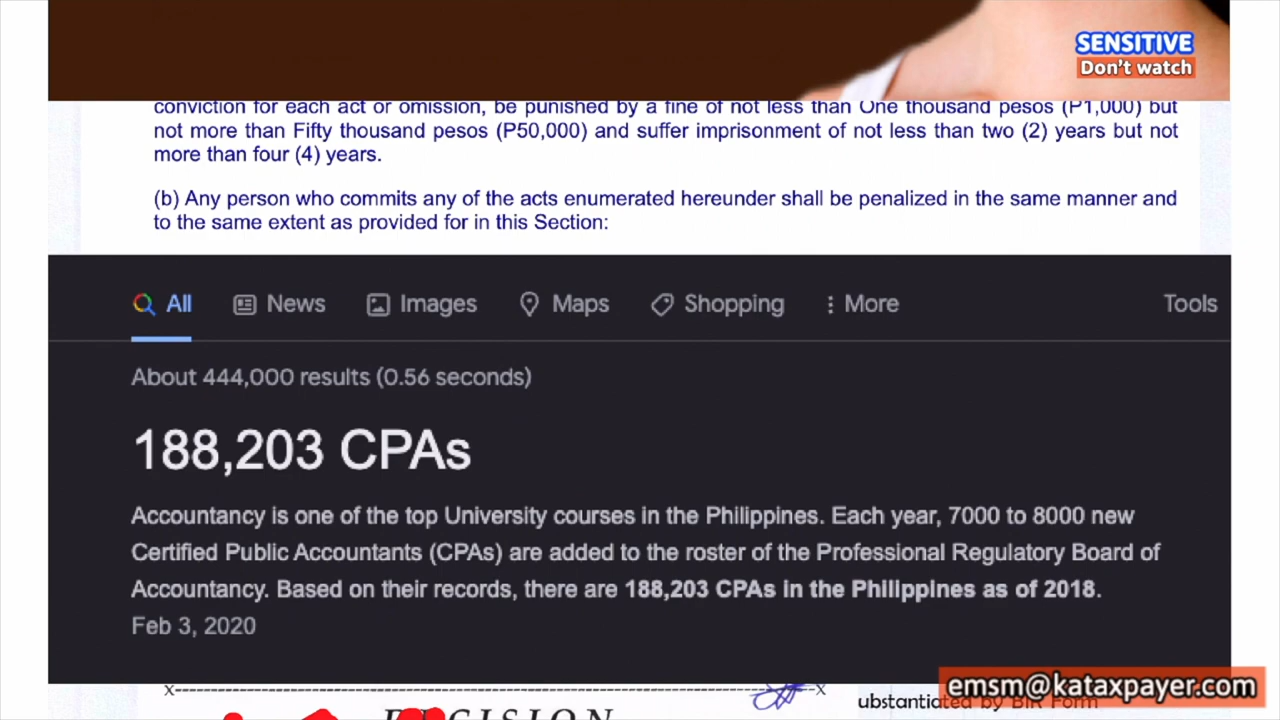 SENSITIVE
Don't watch
conviction for each act or omission, be punished by a fine of not less than One thousand pesos (P1,000) but
not more than Fifty thousand pesos (P50,000) and suffer imprisonment of not less than two (2) years but not
more than four (4) years.
(b) Any person who commits any of the acts enumerated hereunder shall be penalized in the same manner and
to the same extent as provided for in this Section:
All News Images Maps Shopping More Tools
About 444,000 results (0.56 seconds)
188,203 CPAs
Accountancy is one of the top University courses in the Philippines. Each year, 7000 to 8000 new
Certified Public Accountants (CPAs) are added to the roster of the Professional Regulatory Board of
Accountancy. Based on their records, there are 188,203 CPAs in the Philippines as of 2018.
Feb 3, 2020
x-----------------------------------------------------------------------------------x
emsm@kataxpayer.com
ubstantiated by BIR Form
DECISION